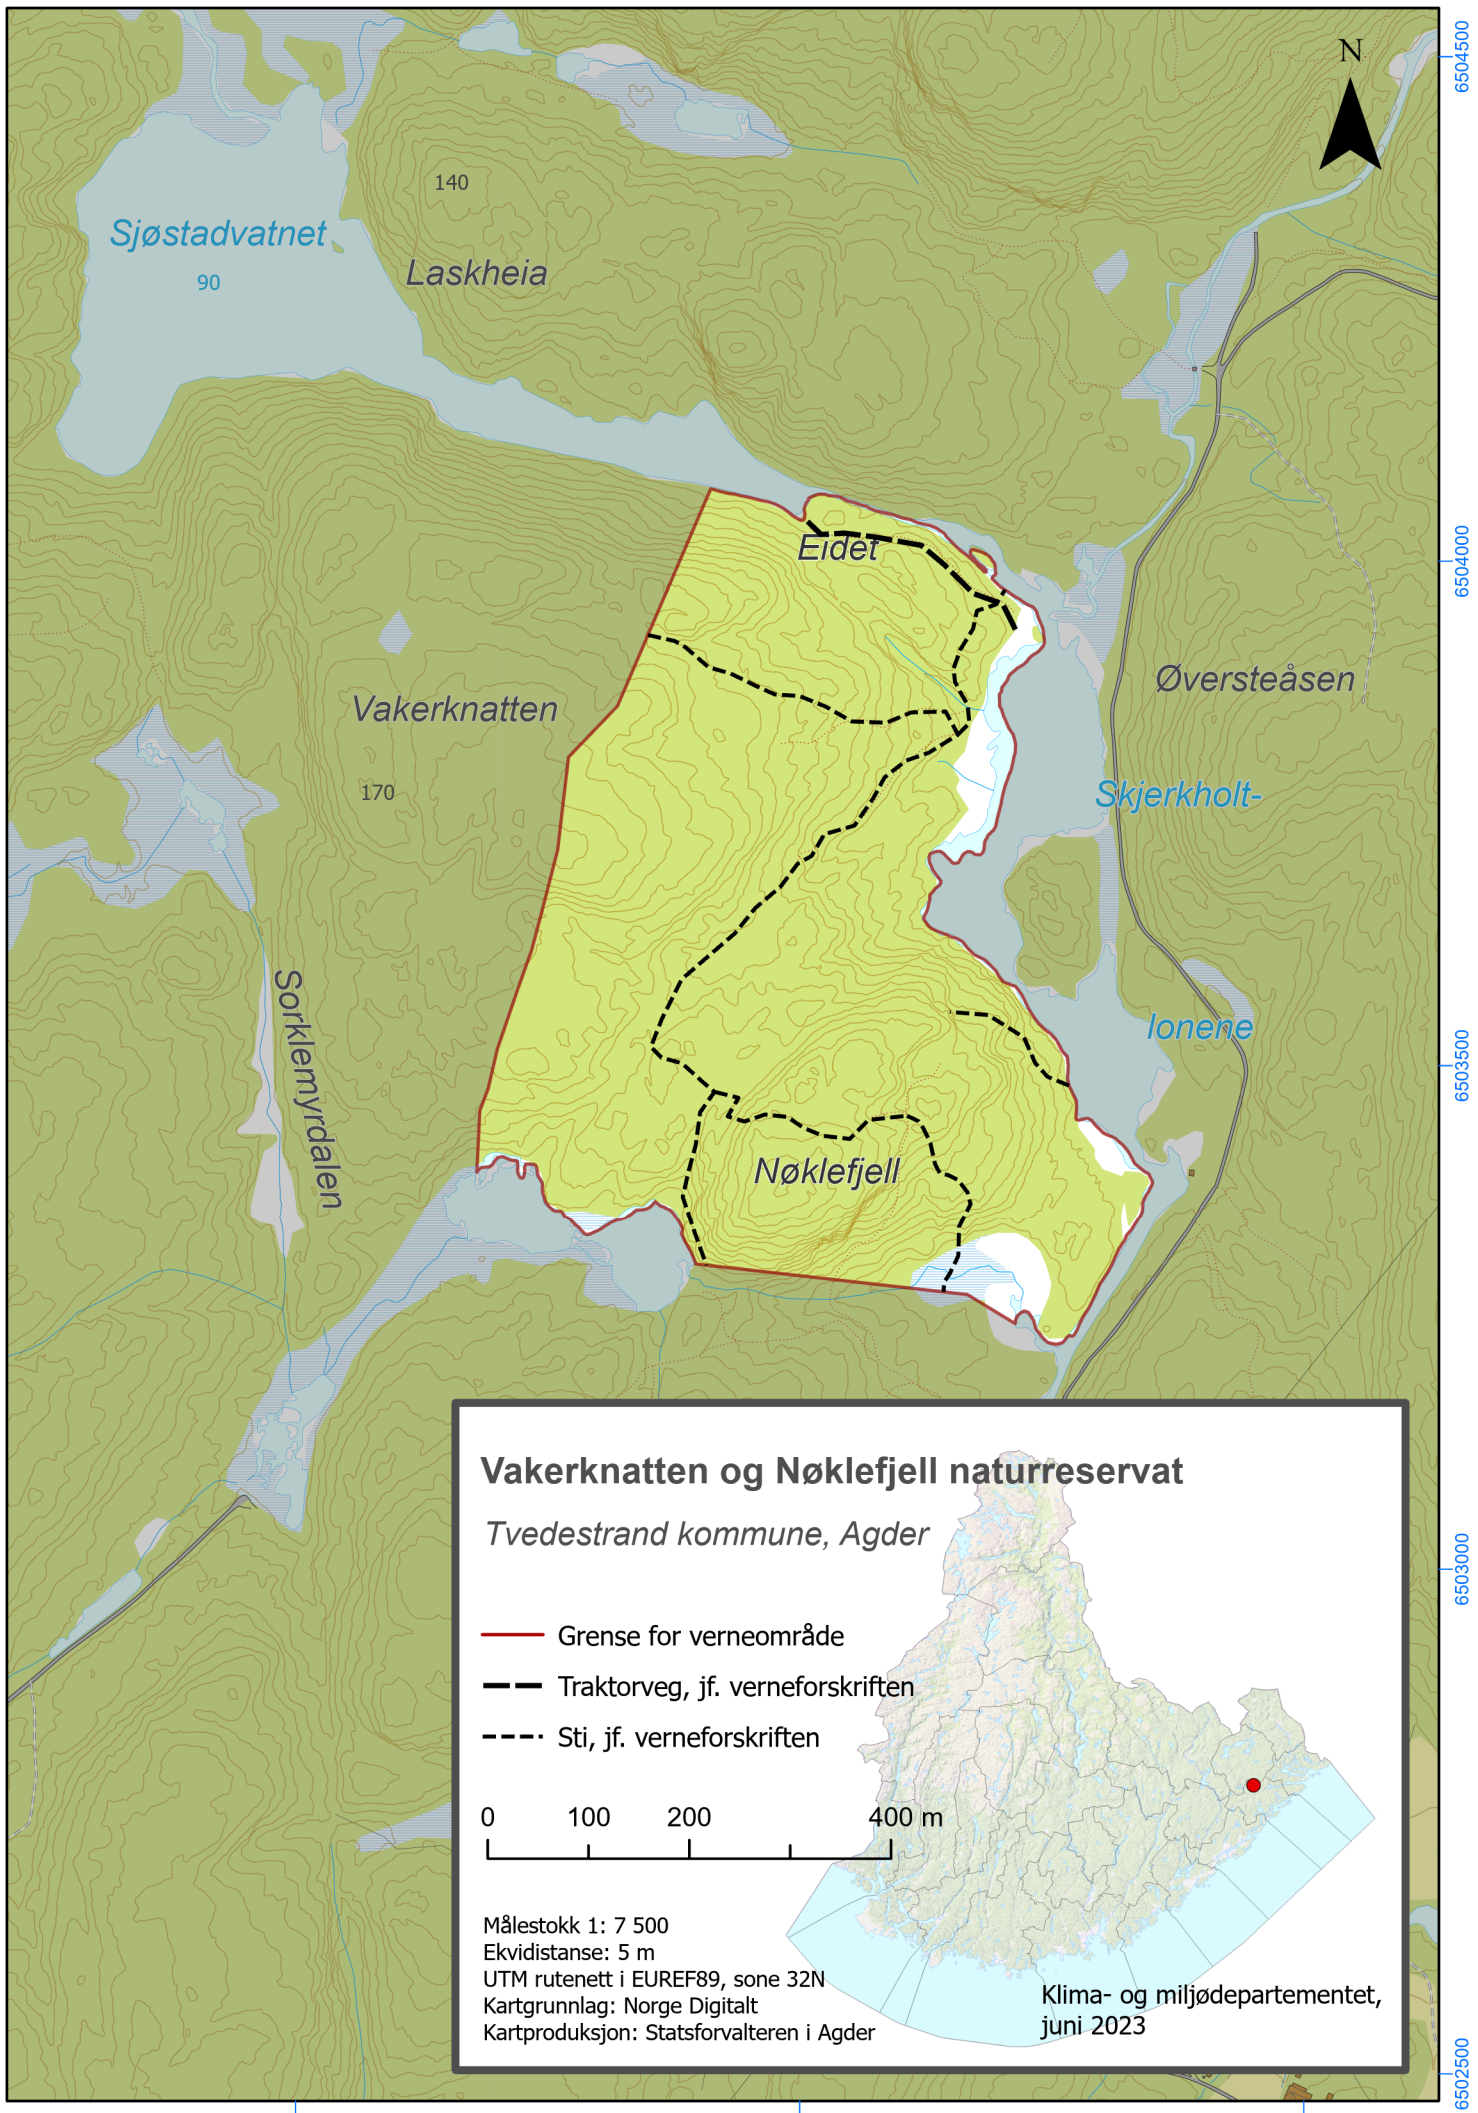 6504500
N
140
Sjøstadvatnet
Laskheia
90
Eidet
6504000
Øversteåsen
Vakerknatten
170
Skjerkholt-
Sorklemyrdalen
lonene
6503500
Nøklefjell
Vakerknatten og Nøklefjell naturreservat
Tvedestrand kommune, Agder
6503000
Grense for verneområde
Traktorveg, jf. verneforskriften
Sti, jf. verneforskriften
0 100 200 400 m
Målestokk 1: 7 500
Ekvidistanse: 5 m
UTM rutenett i EUREF89, sone 32N
Kartgrunnlag: Norge Digitalt
Kartproduksjon: Statsforvalteren i Agder
Klima- og miljødepartementet,
juni 2023
6502500